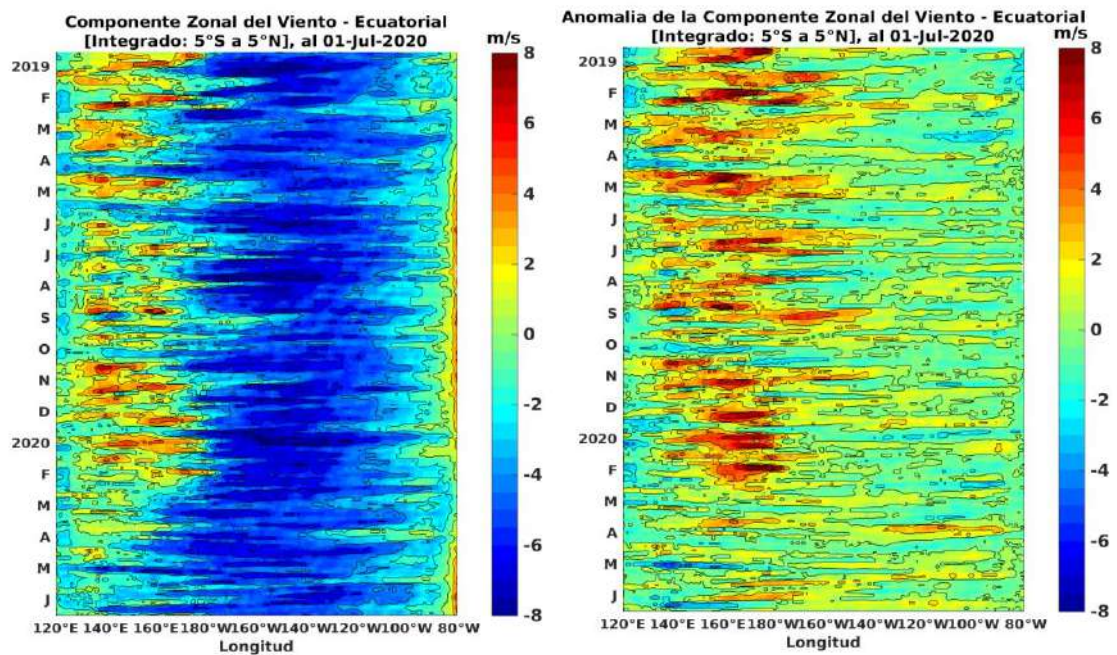 Componente Zonal del Viento - Ecuatorial
[Integrado: 5°S a 5°N], al 01-Jul-2020
m/s
8
6
4
2
0
-2
-4
-6
-8
2019
F
M
A
M
J
J
A
S
O
N
D
2020
F
M
A
M
J
120°E 140°E 160°E 180°W 160°W 140°W 120°W 100°W 80°W
Longitud
Anomalia de la Componente Zonal del Viento - Ecuatorial
[Integrado: 5°S a 5°N], al 01-Jul-2020
m/s
8
6
4
2
0
-2
-4
-6
-8
2019
F
M
A
M
J
J
A
S
O
N
D
2020
F
M
A
M
J
120°E 140°E 160°E 180°W 160°W 140°W 120°W 100°W 80°W
Longitud